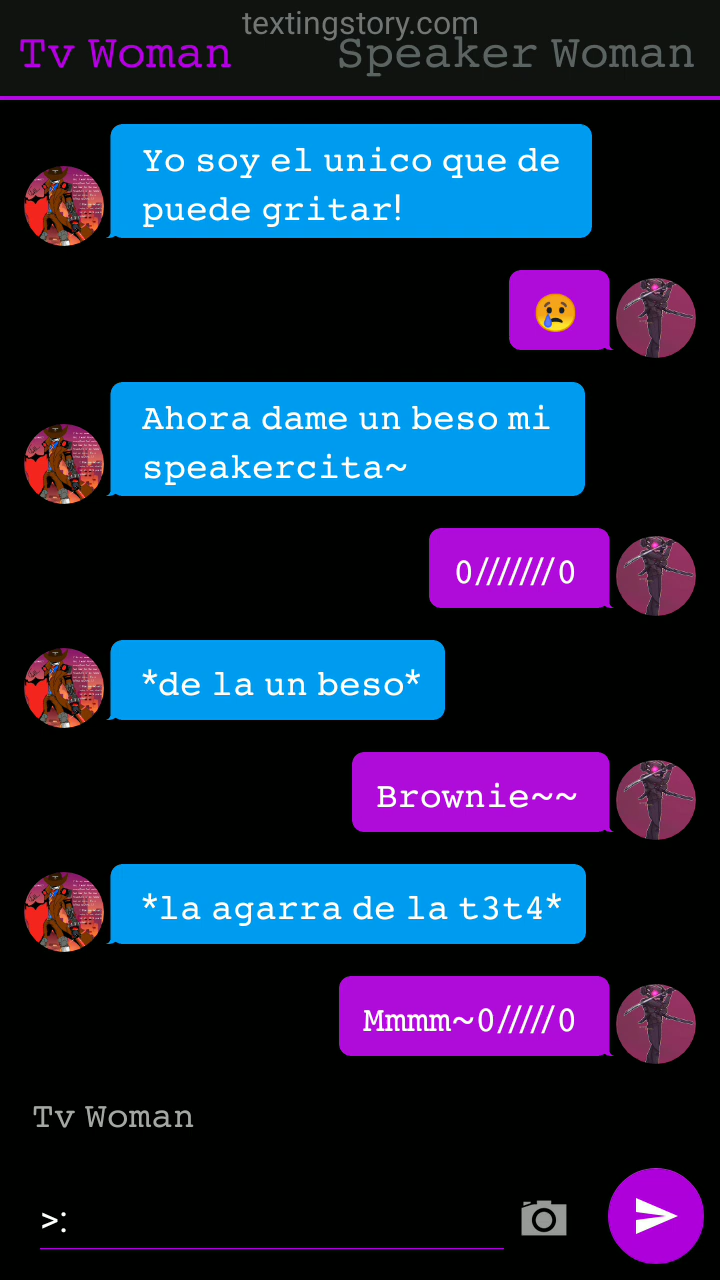 textingstory.com
Tv Woman
Speaker Woman
Yo soy el unico que de
puede gritar!
😢
Ahora dame un beso mi
speakercita~
0///////0
*de la un beso*
Brownie~~
*la agarra de la t3t4*
Mmmm~0/////0
Tv Woman
>: